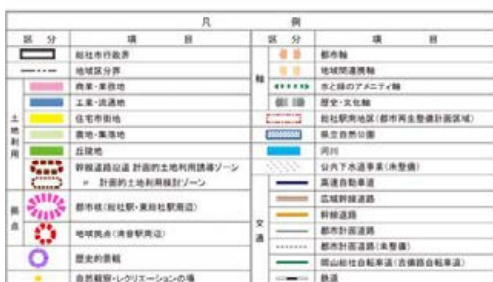 凡 例
区 分 項 目
総社市行政界
地域区分界
土地利用
商業・業務地
工業・流通地
住宅市街地
農地・集落地
丘陵地
幹線道路沿道 計画的土地利用誘導ゾーン
〃 計画的土地利用検討ゾーン
拠点
都市核(総社駅・東総社駅周辺)
地域拠点(清音駅周辺)
歴史的景観
自然観察・レクリエーションの場
区 分 項 目
軸
都市軸
地域間連携軸
水と緑のアメニティ軸
歴史・文化軸
総社駅南地区(都市再生整備計画区域)
県立自然公園
河川
公共下水道事業(未整備)
交通
高速自動車道
広域幹線道路
幹線道路
都市計画道路
都市計画道路(未整備)
岡山総社自転車道(吉備路自転車道)
鉄道